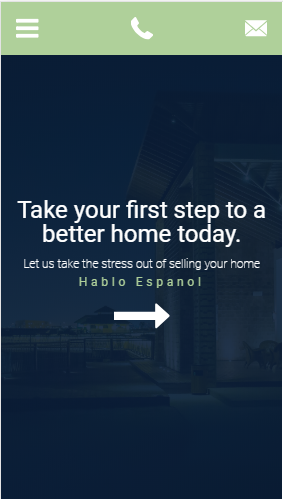 Take your first step to a
better home today.
Let us take the stress out of selling your home
Hablo Espanol